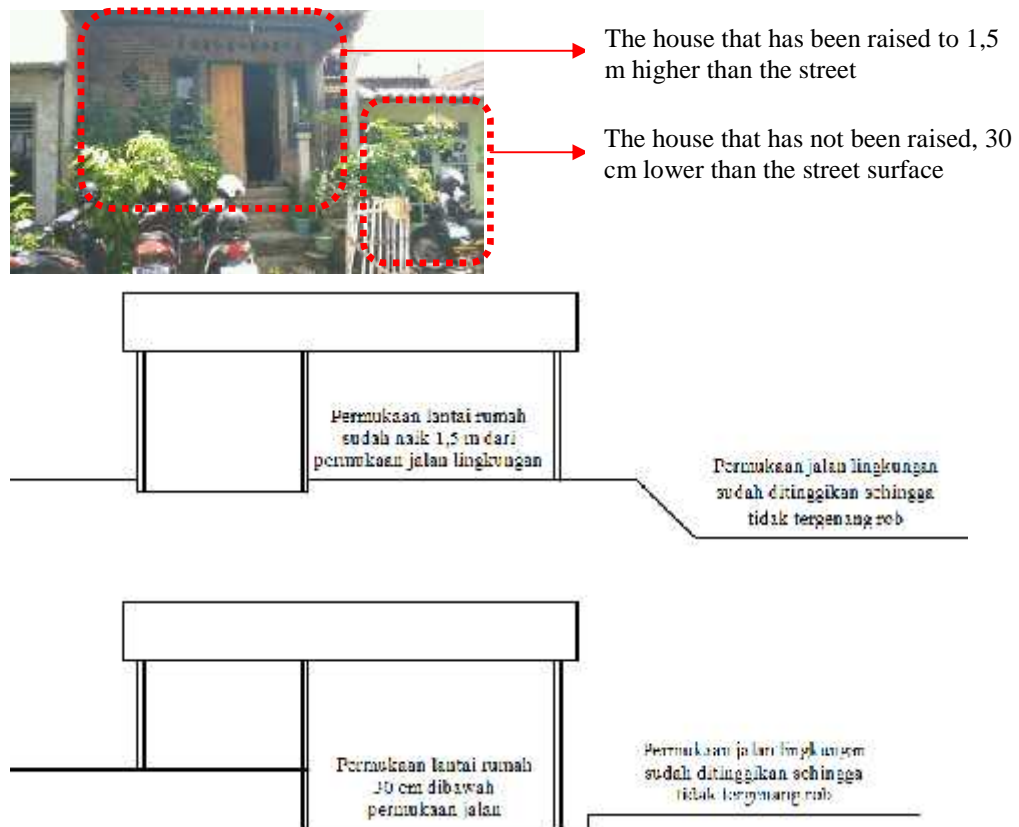 The house that has been raised to 1,5
m higher than the street
The house that has not been raised, 30
cm lower than the street surface
Permukaan lantai rumah
sudah naik 1,5 m dari
permukaan jalan lingkungan
Permukaan jalan lingkungan
sudah ditinggikan sehingga
tidak tergenang rob
Permukaan lantai rumah
30 cm dibawah
permukaan jalan
Permukaan jalan lingkungan
sudah ditinggikan sehingga
tidak tergenang rob